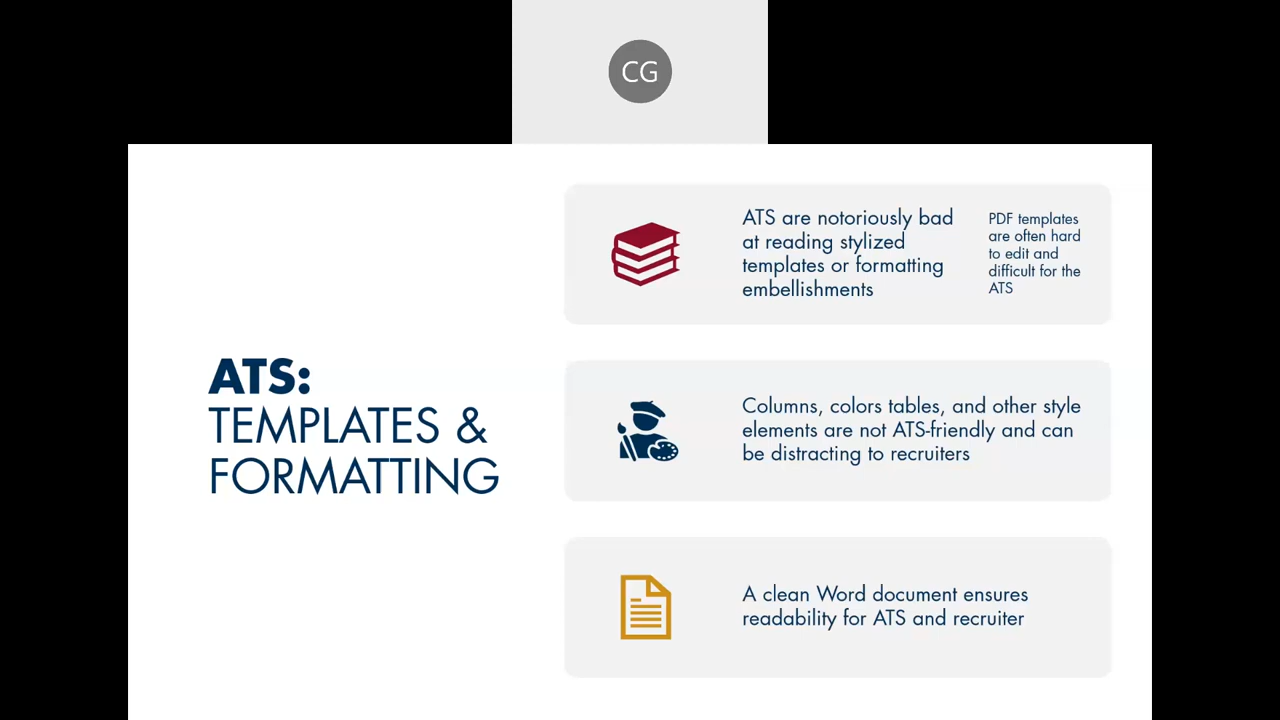 CG
ATS:
TEMPLATES &
FORMATTING
ATS are notoriously bad
at reading stylized
templates or formatting
embellishments
PDF templates
are often hard
to edit and
difficult for the
ATS
Columns, colors tables, and other style
elements are not ATS-friendly and can
be distracting to recruiters
A clean Word document ensures
readability for ATS and recruiter